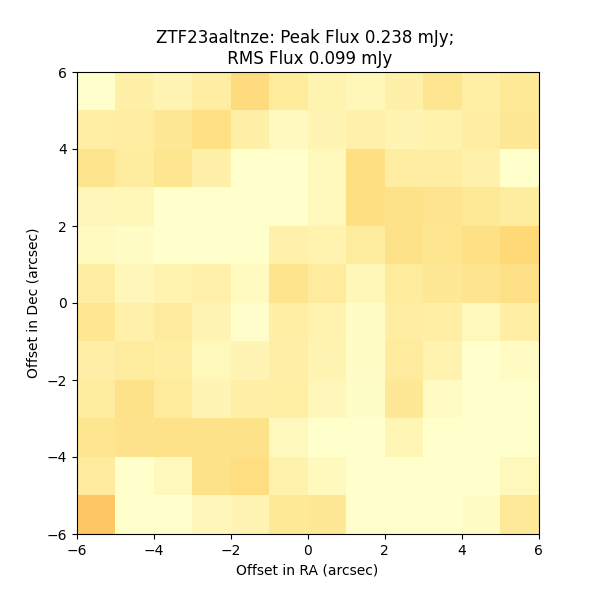 ZTF23aaltnze: Peak Flux 0.238 mJy;
RMS Flux 0.099 mJy
6
4
2
0
−2
−4
−6
Offset in Dec (arcsec)
−6 −4 −2 0 2 4 6
Offset in RA (arcsec)